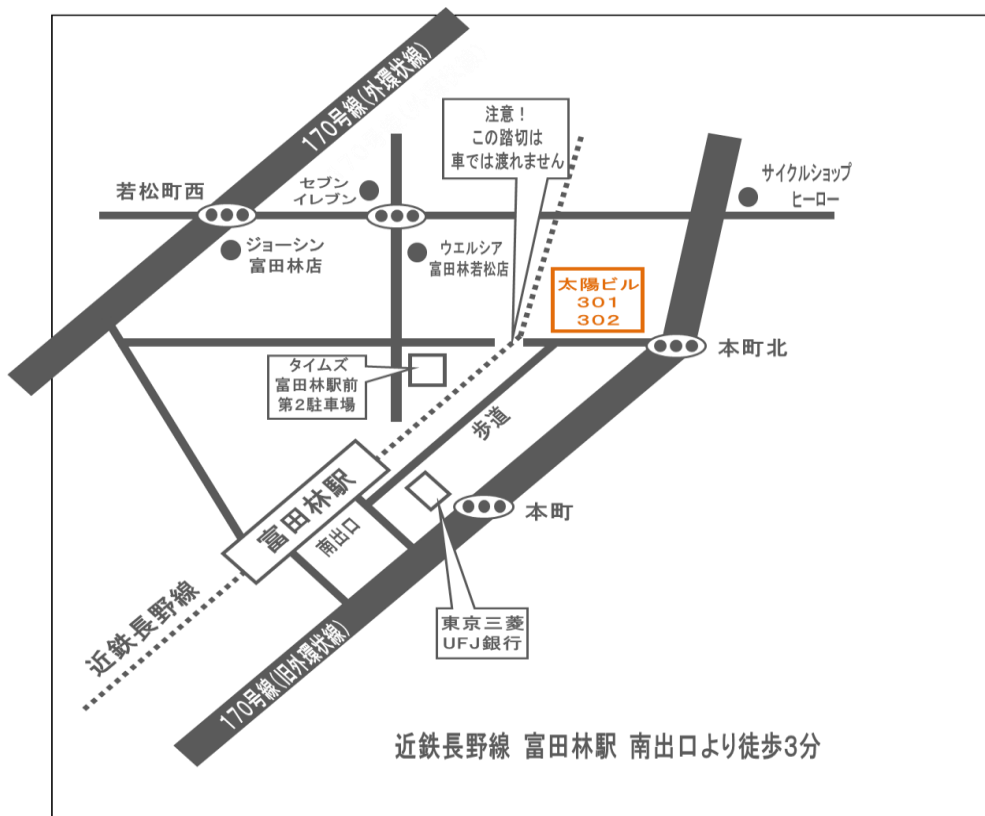 170号線(外環状線)
注意！
この踏切は
車では渡れません
サイクルショップ
ヒーロー
若松町西
セブン
イレブン
ジョーシン
富田林店
ウエルシア
富田林若松店
太陽ビル
301
302
本町北
タイムズ
富田林駅前
第2駐車場
歩道
富田林駅
南出口
本町
近鉄長野線
東京三菱
UFJ銀行
170号線(旧外環状線)
近鉄長野線 富田林駅 南出口より徒歩3分